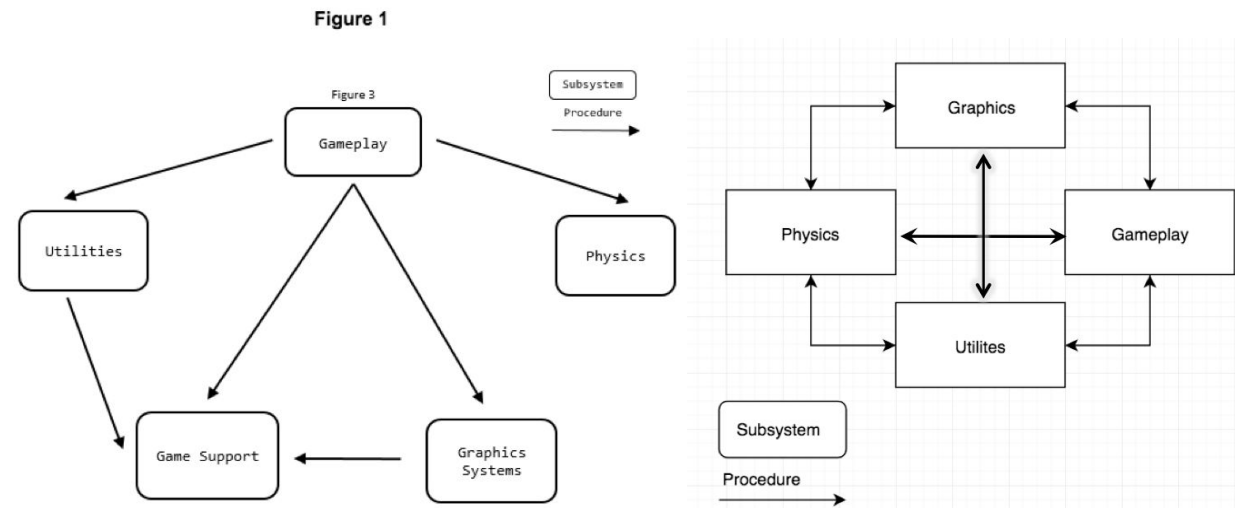 Figure 1
Figure 3
Subsystem
Procedure
Gameplay
Utilities
Physics
Game Support
Graphics
Systems
Graphics
Physics
Gameplay
Utilites
Subsystem
Procedure